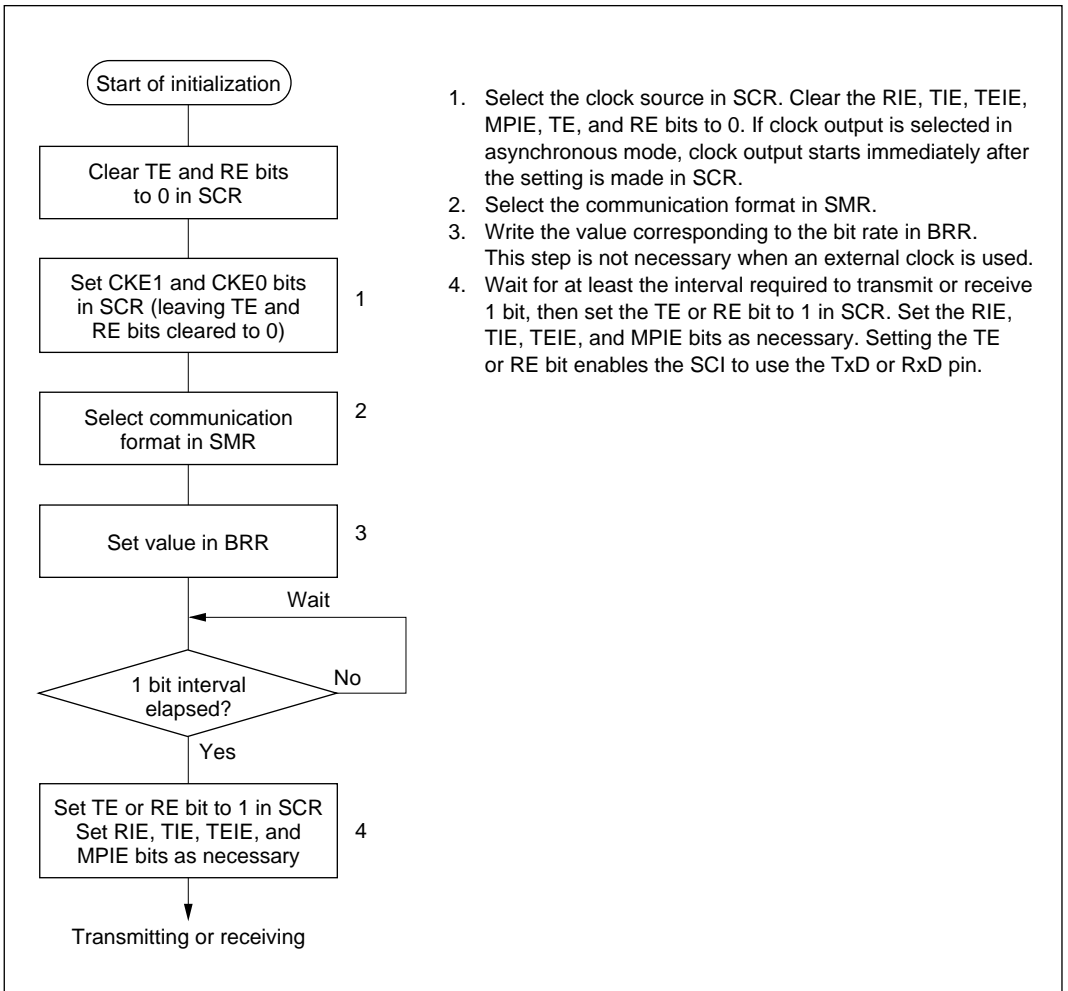 Start of initialization
Clear TE and RE bits
to 0 in SCR
Set CKE1 and CKE0 bits
in SCR (leaving TE and
RE bits cleared to 0)
1
Select communication
format in SMR
2
Set value in BRR
3
Wait
1 bit interval
elapsed?
No
Yes
Set TE or RE bit to 1 in SCR
Set RIE, TIE, TEIE, and
MPIE bits as necessary
4
Transmitting or receiving
1. Select the clock source in SCR. Clear the RIE, TIE, TEIE,
MPIE, TE, and RE bits to 0. If clock output is selected in
asynchronous mode, clock output starts immediately after
the setting is made in SCR.
2. Select the communication format in SMR.
3. Write the value corresponding to the bit rate in BRR.
This step is not necessary when an external clock is used.
4. Wait for at least the interval required to transmit or receive
1 bit, then set the TE or RE bit to 1 in SCR. Set the RIE,
TIE, TEIE, and MPIE bits as necessary. Setting the TE
or RE bit enables the SCI to use the TxD or RxD pin.